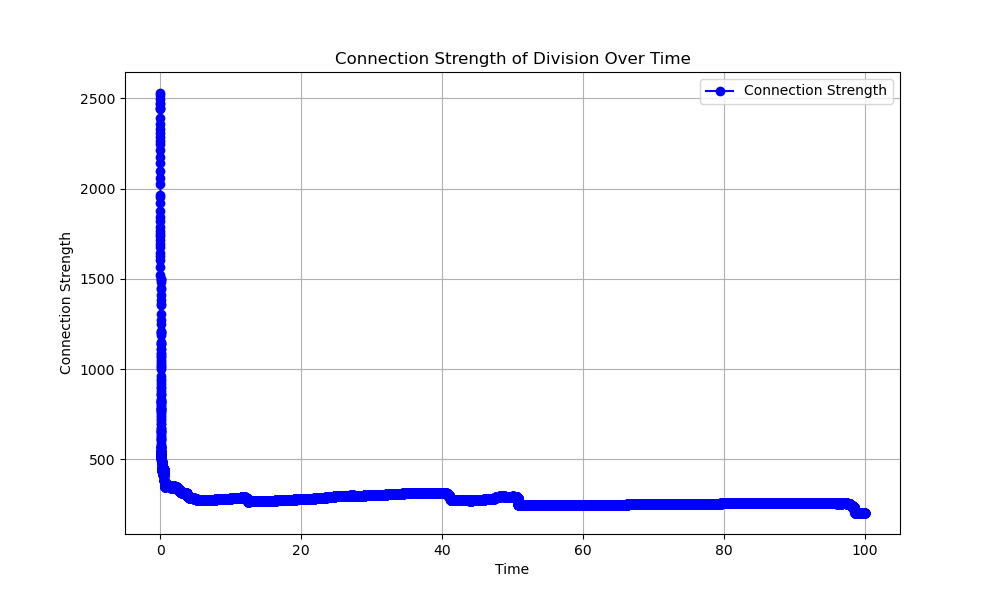 Connection Strength of Division Over Time
Connection Strength
2500
2000
1500
1000
500
Connection Strength
0 20 40 60 80 100
Time